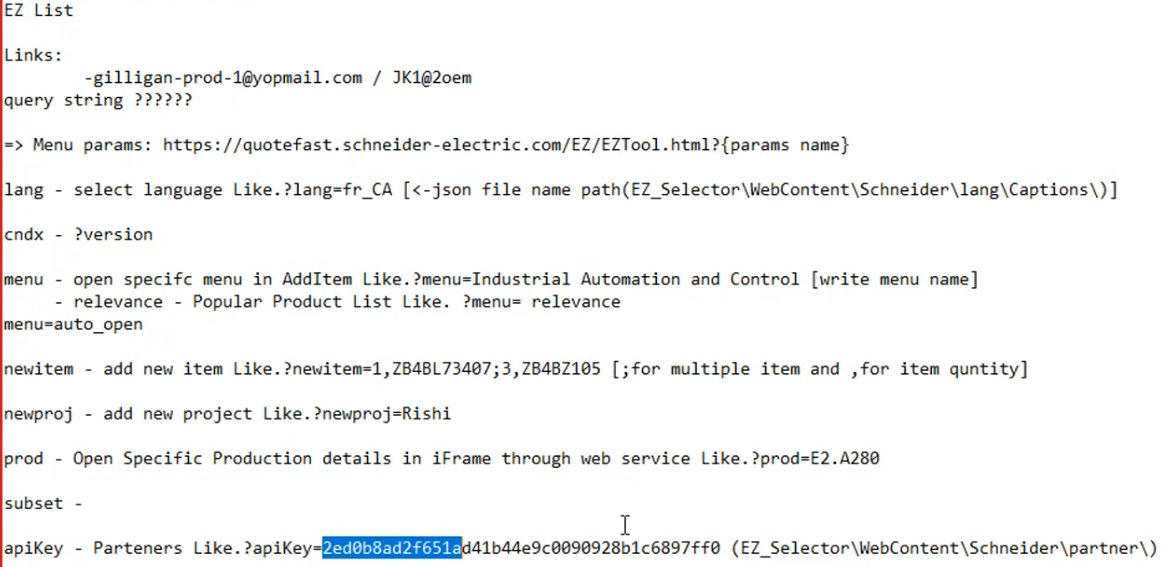 EZ List
Links:
-gilligan-prod-1@yopmail.com / JK1@2oem
query string ??????
=> Menu params: https://quotefast.schneider-electric.com/EZ/EZTool.html?{params name}
lang - select language Like.?lang=fr_CA [<-json file name path(EZ_Selector\WebContent\Schneider\lang\Captions\)]
cndx - ?version
menu - open specifc menu in AddItem Like.?menu=Industrial Automation and Control [write menu name]
- relevance - Popular Product List Like. ?menu= relevance
menu=auto_open
newitem - add new item Like.?newitem=1,ZB4BL73407;3,ZB4BZ105 [;for multiple item and ,for item quntity]
newproj - add new project Like.?newproj=Rishi
prod - Open Specific Production details in iFrame through web service Like.?prod=E2.A280
subset -
apiKey - Parteners Like.?apiKey=2ed0b8ad2f651ad41b44e9c0090928b1c6897ff0 (EZ_Selector\WebContent\Schneider\partner\)